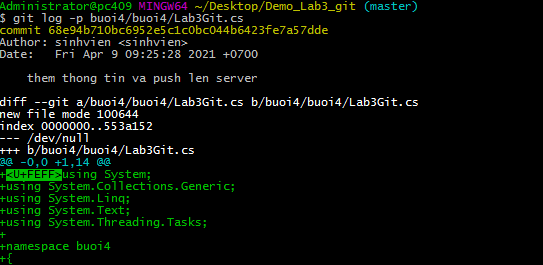 Administrator@pc409 MINGW64 ~/Desktop/Demo_Lab3_git (master)
$ git log -p buoi4/buoi4/Lab3Git.cs
commit 68e94b710bc6952e5c1c0bc044b6423fe7a57dde
Author: sinhvien <sinhvien>
Date:   Fri Apr 9 09:25:28 2021 +0700
    them thong tin va push len server
diff --git a/buoi4/buoi4/Lab3Git.cs b/buoi4/buoi4/Lab3Git.cs
new file mode 100644
index 0000000..553a152
--- /dev/null
+++ b/buoi4/buoi4/Lab3Git.cs
@@ -0,0 +1,14 @@
+<U+FEFF>using System;
+using System.Collections.Generic;
+using System.Linq;
+using System.Text;
+using System.Threading.Tasks;
+
+namespace buoi4
+{